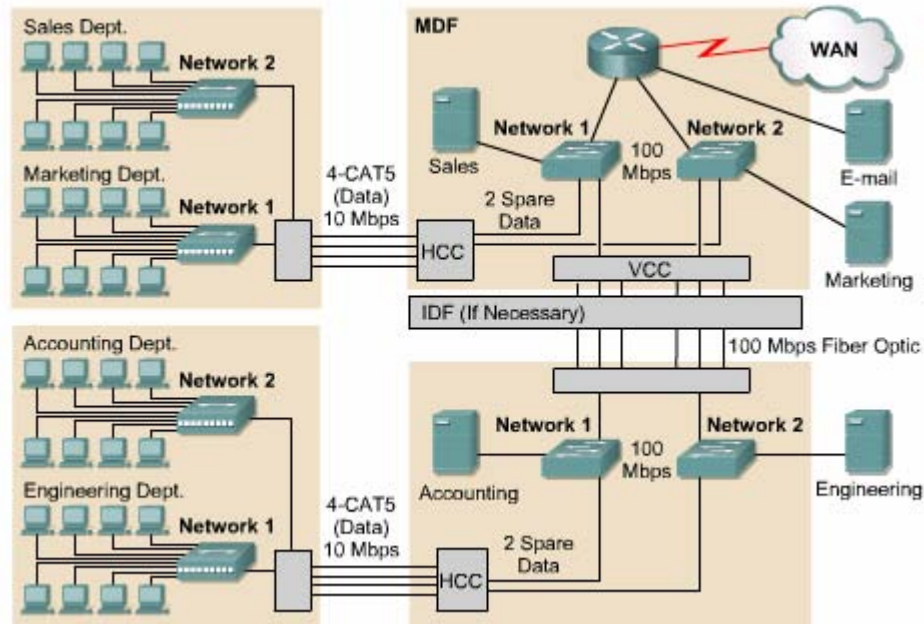 Sales Dept.
Network 2
Marketing Dept.
Network 1
4-CAT5
(Data)
10 Mbps
MDF
WAN
Sales
Network 1
100
Mbps
Network 2
E-mail
Marketing
2 Spare
Data
HCC
VCC
IDF (If Necessary)
100 Mbps Fiber Optic
Accounting Dept.
Network 2
Engineering Dept.
Network 1
4-CAT5
(Data)
10 Mbps
Accounting
Network 1
100
Mbps
Network 2
Engineering
2 Spare
Data
HCC